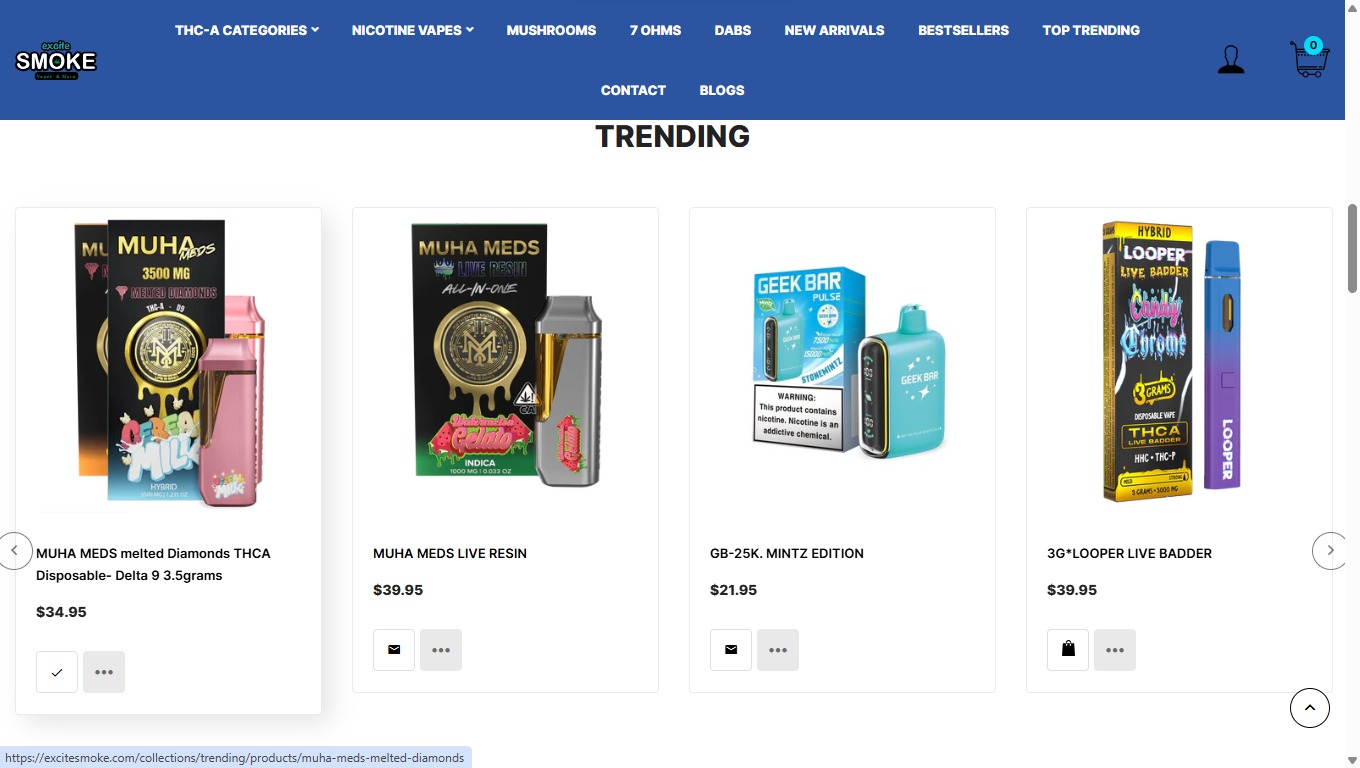 THC-A CATEGORIES
NICOTINE VAPES
MUSHROOMS
7 OHMS
DABS
NEW ARRIVALS
BESTSELLERS
TOP TRENDING
excite
SMOKE
Vapes & More
0
CONTACT
BLOGS
TRENDING
MUHA
MEDS
3500 MG
MELTED DIAMONDS
THC-A · D9
CEREAL
MILK
HYBRID
MUHA MEDS
LIVE RESIN
ALL-IN-ONE
Watermelon
Gelato
INDICA
1000 MG | 0.033 OZ
GEEK BAR
PULSE
7500
15000
STONEMINTZ
WARNING:
This product contains
nicotine. Nicotine is an
addictive chemical.
GEEK BAR
HYBRID
LOOPER
LIVE BADDER
Candy
Chrome
3 GRAMS
DISPOSABLE VAPE
THCA
LIVE BADDER
HHC • THC-P
MILD
STRONG
3 GRAMS • 3000 MG
LOOPER
MUHA MEDS melted Diamonds THCA
Disposable- Delta 9 3.5grams
$34.95
MUHA MEDS LIVE RESIN
$39.95
GB-25K. MINTZ EDITION
$21.95
3G*LOOPER LIVE BADDER
$39.95
https://excitesmoke.com/collections/trending/products/muha-meds-melted-diamonds